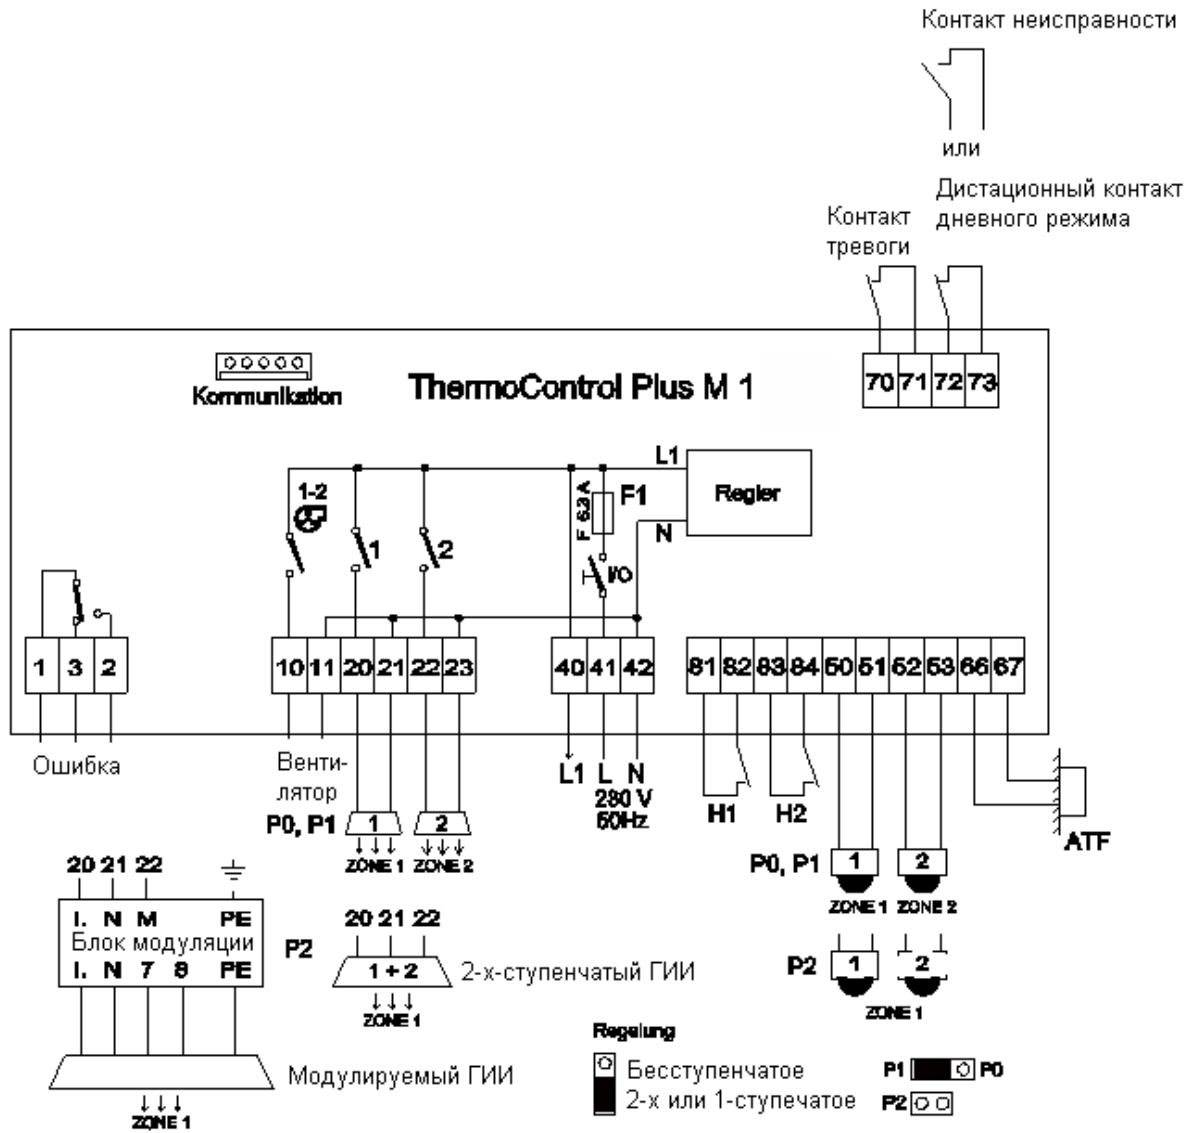 Контакт неисправности
или
Дистационный контакт
дневного режима
Контакт
тревоги
70 71 72 73
Kommunikation
ThermoControl Plus M 1
L1
Regler
N
F1
F 6.3 A
I/O
1-2
1
2
1 3 2
10 11 20 21 22 23
40 41 42
81 82 83 84 50 51 52 53 66 67
Ошибка
Венти-
лятор
L1 L N
230 V
50Hz
H1
H2
ATF
P0, P1
1
2
ZONE 1
ZONE 2
P0, P1
1
2
ZONE 1
ZONE 2
20 21 22
L N M PE
Блок модуляции
L N 7 8 PE
Модулируемый ГИИ
ZONE 1
P2
20 21 22
1 + 2
2-х-ступенчатый ГИИ
ZONE 1
P2
1
2
ZONE 1
Regelung
Бесступенчатое
2-х или 1-ступечатое
P1
P0
P2